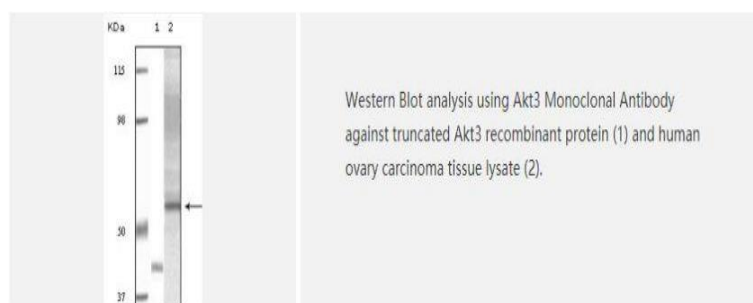 KDa 1 2
115
90
50
37
Western Blot analysis using Akt3 Monoclonal Antibody
against truncated Akt3 recombinant protein (1) and human
ovary carcinoma tissue lysate (2).